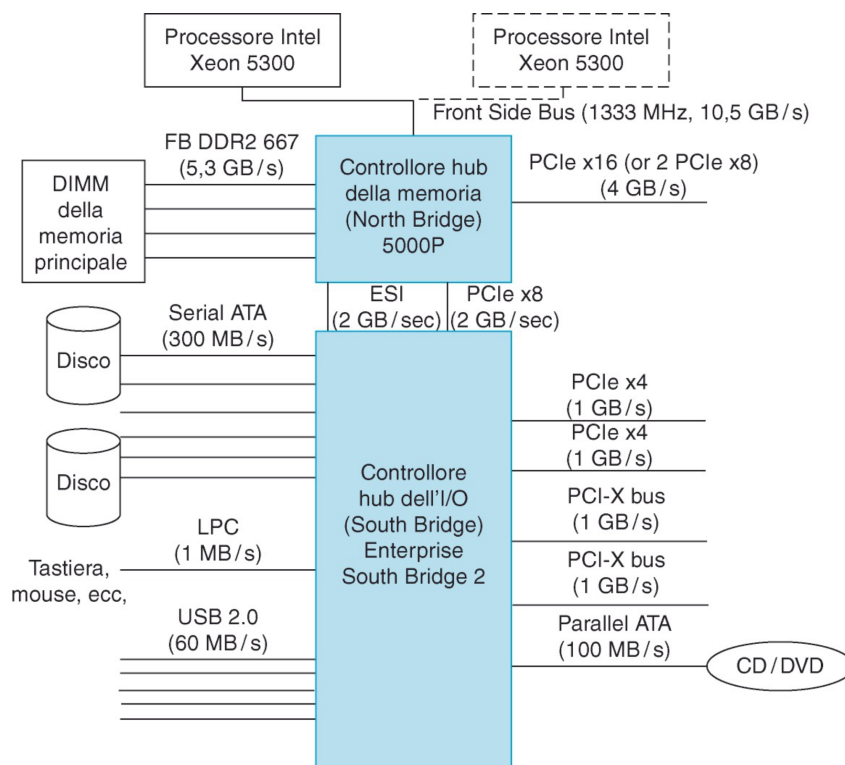 Processore Intel
Xeon 5300
Processore Intel
Xeon 5300
Front Side Bus (1333 MHz, 10,5 GB/s)
FB DDR2 667
(5,3 GB/s)
DIMM
della
memoria
principale
Controllore hub
della memoria
(North Bridge)
5000P
PCIe x16 (or 2 PCIe x8)
(4 GB/s)
ESI
(2 GB/sec)
PCIe x8
(2 GB/sec)
Serial ATA
(300 MB/s)
Disco
Disco
LPC
(1 MB/s)
Tastiera,
mouse, ecc,
USB 2.0
(60 MB/s)
Controllore
hub dell'I/O
(South Bridge)
Enterprise
South Bridge 2
PCIe x4
(1 GB/s)
PCIe x4
(1 GB/s)
PCI-X bus
(1 GB/s)
PCI-X bus
(1 GB/s)
Parallel ATA
(100 MB/s)
CD/DVD